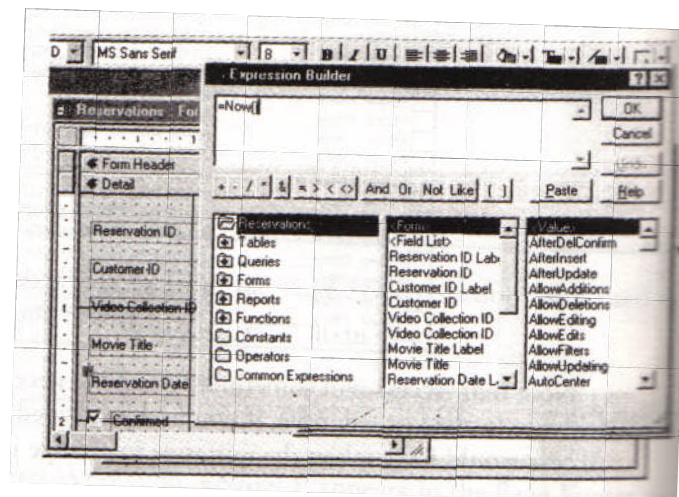 MS Sans Serif 8 B I U
Expression Builder
Reservations : For
=Now()
OK
Cancel
Undo
+ - / * & = > < <> And Or Not Like ( ) Paste Help
Form Header
Detail
Reservation ID
Customer ID
Video Collection ID
Movie Title
Reservation Date
Confirmed
Reservations
Tables
Queries
Forms
Reports
Functions
Constants
Operators
Common Expressions
<Form>
<Field List>
Reservation ID Labe
Reservation ID
Customer ID Label
Customer ID
Video Collection ID
Video Collection ID
Movie Title Label
Movie Title
Reservation Date L
<Value>
AfterDelConfirm
AfterInsert
AfterUpdate
AllowAdditions
AllowDeletions
AllowEditing
AllowEdits
AllowFilters
AllowUpdating
AutoCenter